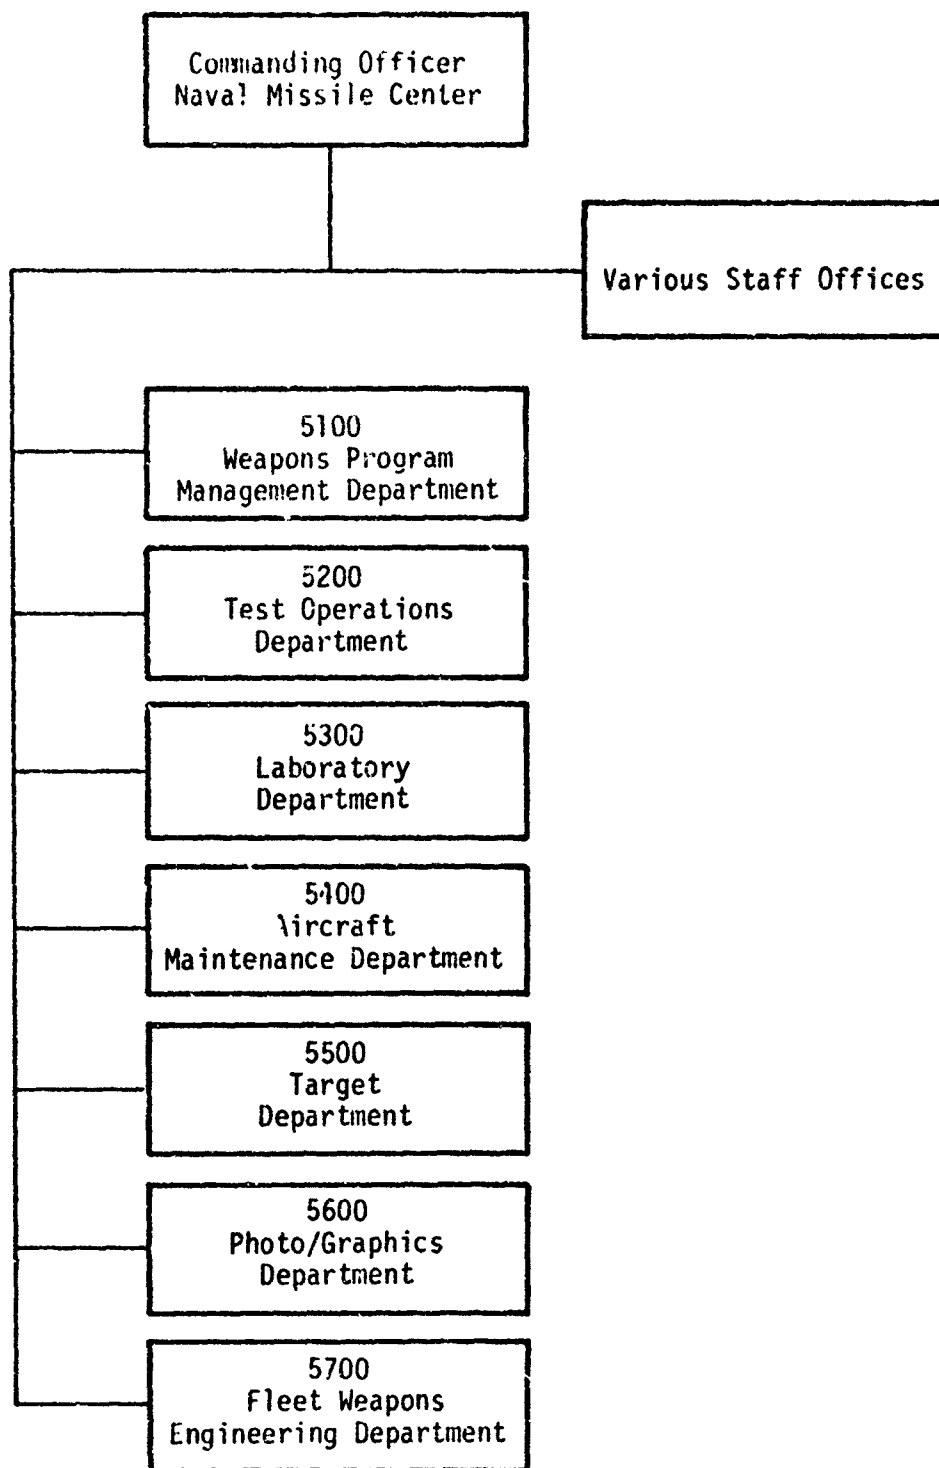 Commanding Officer
Naval Missile Center
Various Staff Offices
5100
Weapons Program
Management Department
5200
Test Operations
Department
5300
Laboratory
Department
5400
Aircraft
Maintenance Department
5500
Target
Department
5600
Photo/Graphics
Department
5700
Fleet Weapons
Engineering Department